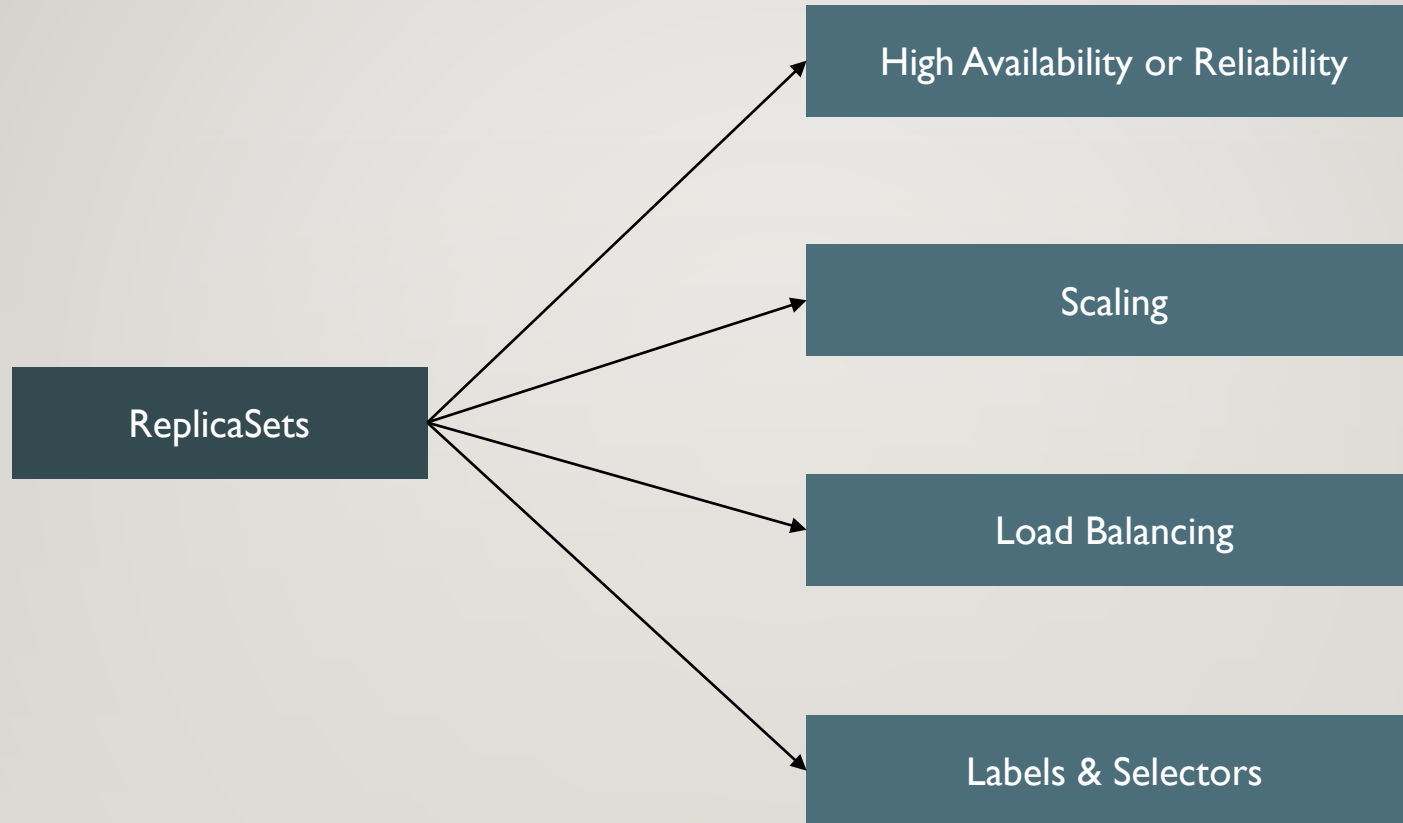 High Availability or Reliability
Scaling
ReplicaSets
Load Balancing
Labels & Selectors